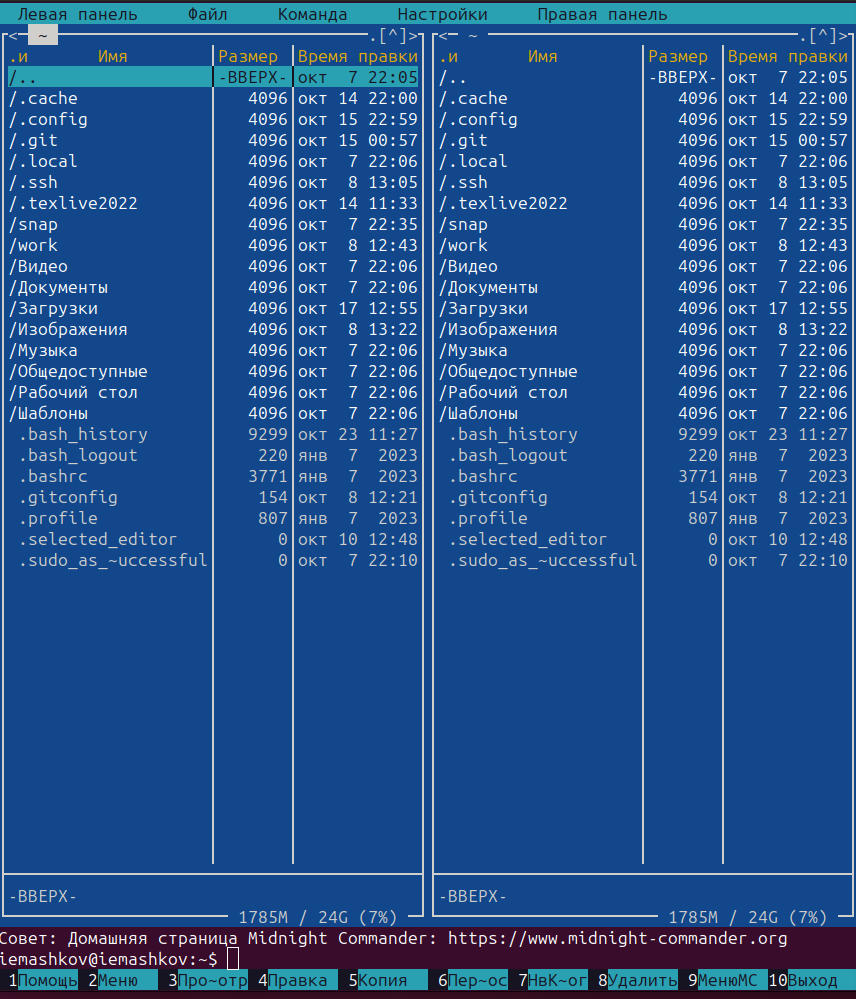 Левая панель Файл Команда Настройки Правая панель
<─ ~ .[^]> <─ ~ .[^]>
.и Имя Размер Время правки .и Имя Размер Время правки
/.. -ВВЕРХ- окт 7 22:05 /.. -ВВЕРХ- окт 7 22:05
/.cache 4096 окт 14 22:00 /.cache 4096 окт 14 22:00
/.config 4096 окт 15 22:59 /.config 4096 окт 15 22:59
/.git 4096 окт 15 00:57 /.git 4096 окт 15 00:57
/.local 4096 окт 7 22:06 /.local 4096 окт 7 22:06
/.ssh 4096 окт 8 13:05 /.ssh 4096 окт 8 13:05
/.texlive2022 4096 окт 14 11:33 /.texlive2022 4096 окт 14 11:33
/snap 4096 окт 7 22:35 /snap 4096 окт 7 22:35
/work 4096 окт 8 12:43 /work 4096 окт 8 12:43
/Видео 4096 окт 7 22:06 /Видео 4096 окт 7 22:06
/Документы 4096 окт 7 22:06 /Документы 4096 окт 7 22:06
/Загрузки 4096 окт 17 12:55 /Загрузки 4096 окт 17 12:55
/Изображения 4096 окт 8 13:22 /Изображения 4096 окт 8 13:22
/Музыка 4096 окт 7 22:06 /Музыка 4096 окт 7 22:06
/Общедоступные 4096 окт 7 22:06 /Общедоступные 4096 окт 7 22:06
/Рабочий стол 4096 окт 7 22:06 /Рабочий стол 4096 окт 7 22:06
/Шаблоны 4096 окт 7 22:06 /Шаблоны 4096 окт 7 22:06
.bash_history 9299 окт 23 11:27 .bash_history 9299 окт 23 11:27
.bash_logout 220 янв 7 2023 .bash_logout 220 янв 7 2023
.bashrc 3771 янв 7 2023 .bashrc 3771 янв 7 2023
.gitconfig 154 окт 8 12:21 .gitconfig 154 окт 8 12:21
.profile 807 янв 7 2023 .profile 807 янв 7 2023
.selected_editor 0 окт 10 12:48 .selected_editor 0 окт 10 12:48
.sudo_as_~uccessful 0 окт 7 22:10 .sudo_as_~uccessful 0 окт 7 22:10
-ВВЕРХ- -ВВЕРХ-
1785M / 24G (7%) 1785M / 24G (7%)
Совет: Домашняя страница Midnight Commander: https://www.midnight-commander.org
iemashkov@iemashkov:~$
1Помощь 2Меню 3Про~отр 4Правка 5Копия 6Пер~ос 7НвК~ог 8Удалить 9МенюМС 10Выход